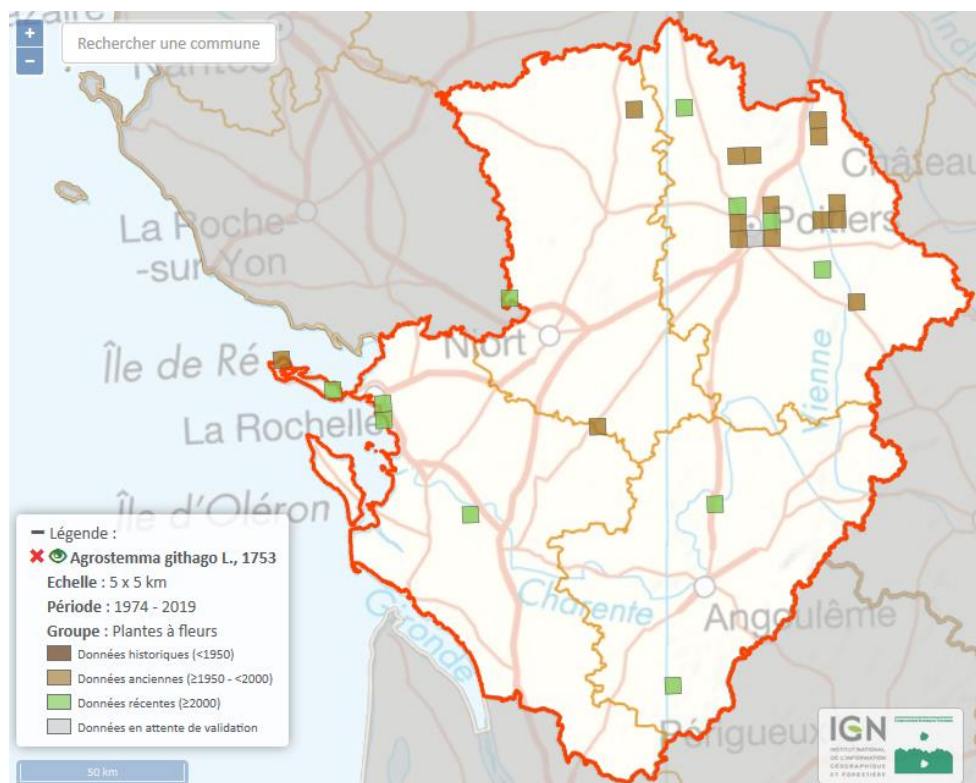 +
−
Rechercher une commune
Nantes
Châteaux
Poitiers
La Roche-
-sur-Yon
Niort
Île de Ré
Vienne
La Rochelle
Île d'Oléron
Charente
Angoulême
Gironde
Périgueux
Légende :
Agrostemma githago L., 1753
Echelle : 5 x 5 km
Période : 1974 - 2019
Groupe : Plantes à fleurs
Données historiques (<1950)
Données anciennes (≥1950 - <2000)
Données récentes (≥2000)
Données en attente de validation
50 km
IGN
INSTITUT NATIONAL
DE L'INFORMATION
GÉOGRAPHIQUE
ET FORESTIÈRE